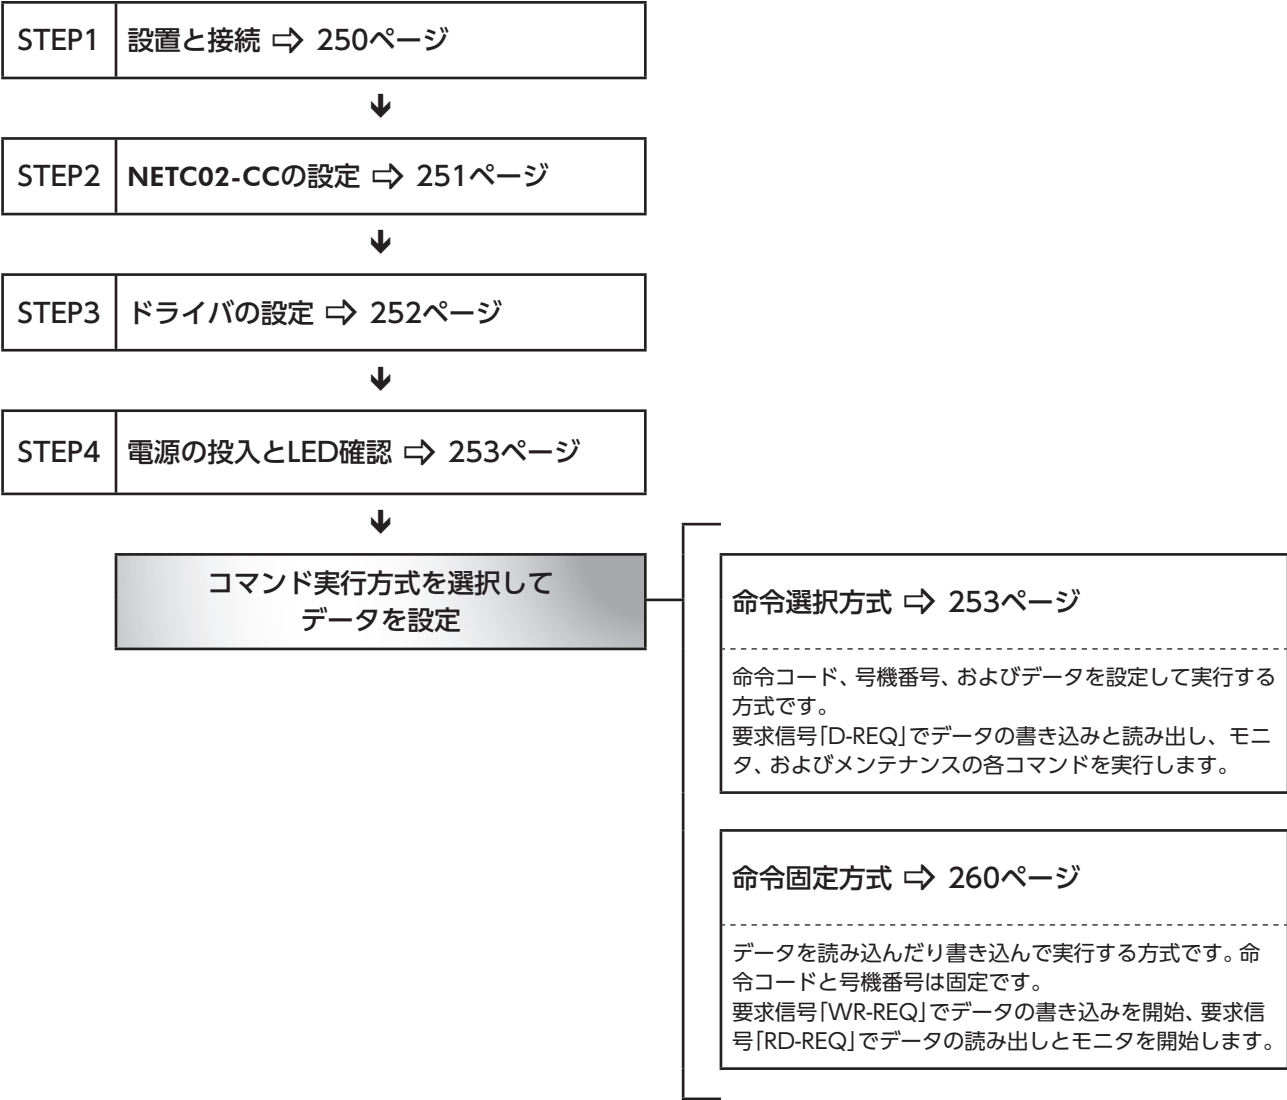 STEP1 設置と接続 ⇨ 250ページ
STEP2 NETC02-CCの設定 ⇨ 251ページ
STEP3 ドライバの設定 ⇨ 252ページ
STEP4 電源の投入とLED確認 ⇨ 253ページ
コマンド実行方式を選択して
データを設定
命令選択方式 ⇨ 253ページ
命令コード、号機番号、およびデータを設定して実行する
方式です。
要求信号「D-REQ」でデータの書き込みと読み出し、モニ
タ、およびメンテナンスの各コマンドを実行します。
命令固定方式 ⇨ 260ページ
データを読み込んだり書き込んで実行する方式です。命
令コードと号機番号は固定です。
要求信号「WR-REQ」でデータの書き込みを開始、要求信
号「RD-REQ」でデータの読み出しとモニタを開始します。